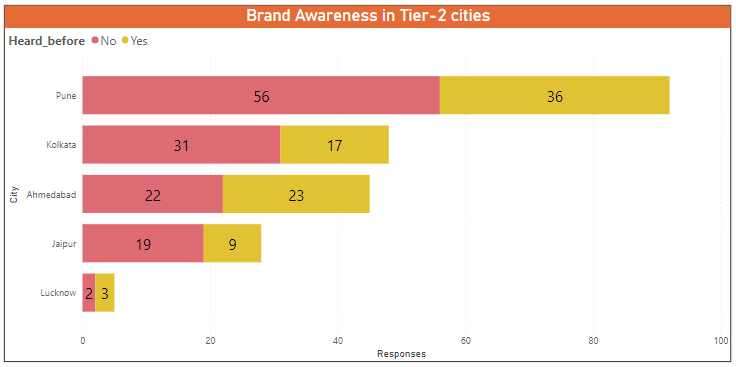 Brand Awareness in Tier-2 cities
Heard_before No Yes
Pune 56 36
Kolkata 31 17
City
Ahmedabad 22 23
Jaipur 19 9
Lucknow 2 3
0 20 40 60 80 100
Responses